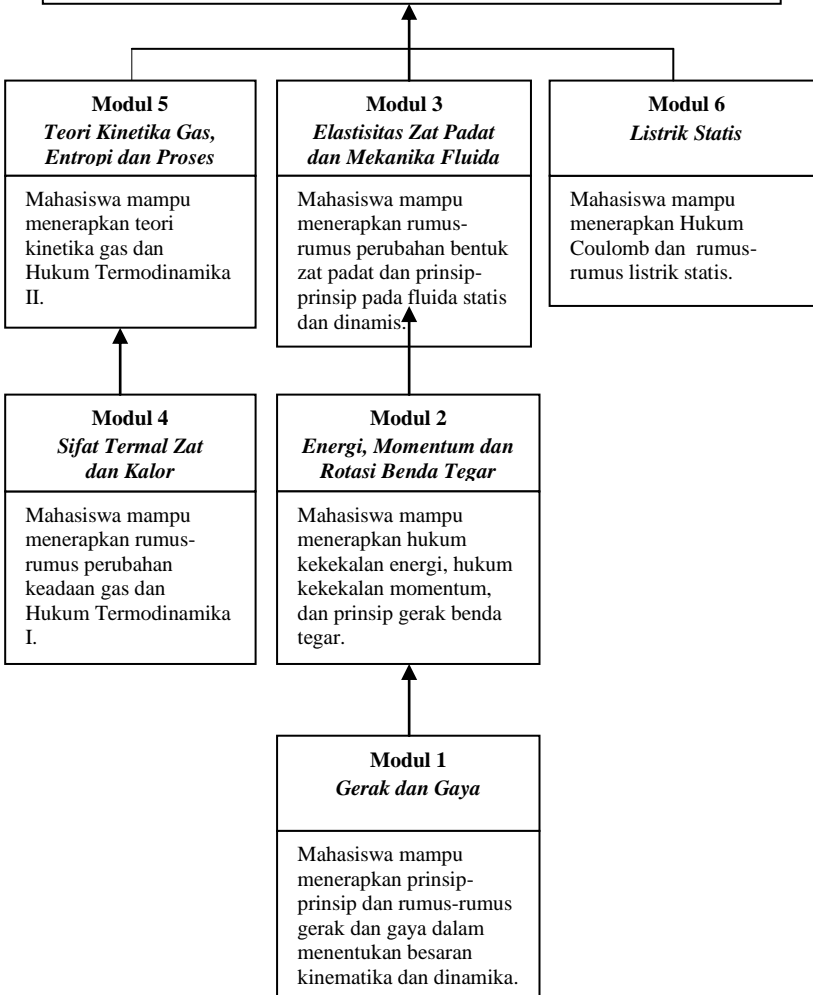 Modul 5
Teori Kinetika Gas,
Entropi dan Proses
Mahasiswa mampu
menerapkan teori
kinetika gas dan
Hukum Termodinamika
II.
Modul 3
Elastisitas Zat Padat
dan Mekanika Fluida
Mahasiswa mampu
menerapkan rumus-
rumus perubahan bentuk
zat padat dan prinsip-
prinsip pada fluida statis
dan dinamis.
Modul 6
Listrik Statis
Mahasiswa mampu
menerapkan Hukum
Coulomb dan rumus-
rumus listrik statis.
Modul 4
Sifat Termal Zat
dan Kalor
Mahasiswa mampu
menerapkan rumus-
rumus perubahan
keadaan gas dan
Hukum Termodinamika
I.
Modul 2
Energi, Momentum dan
Rotasi Benda Tegar
Mahasiswa mampu
menerapkan hukum
kekekalan energi, hukum
kekekalan momentum,
dan prinsip gerak benda
tegar.
Modul 1
Gerak dan Gaya
Mahasiswa mampu
menerapkan prinsip-
prinsip dan rumus-rumus
gerak dan gaya dalam
menentukan besaran
kinematika dan dinamika.